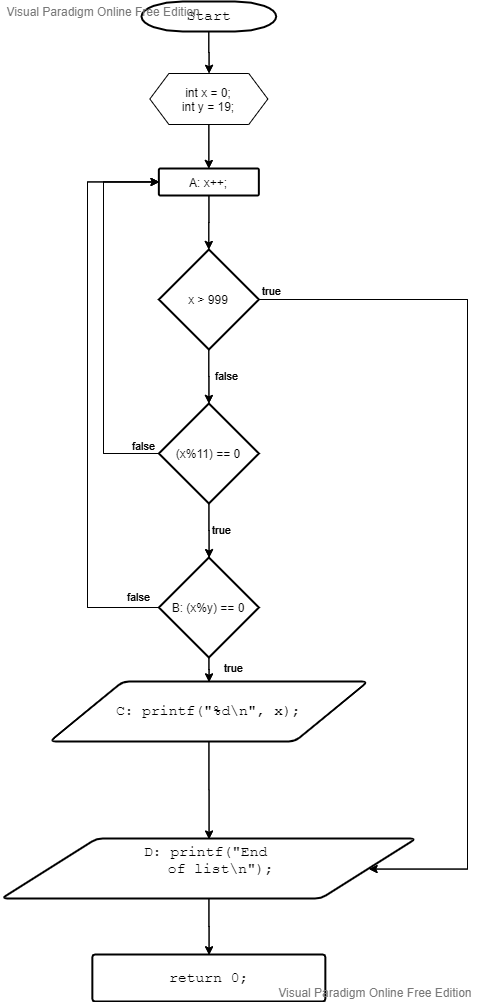 Visual Paradigm Online Free Edition
Start
int x = 0;
int y = 19;
A: x++;
x > 999
true
false
(x%11) == 0
false
true
B: (x%y) == 0
false
true
C: printf("%d\n", x);
D: printf("End
of list\n");
return 0;
Visual Paradigm Online Free Edition